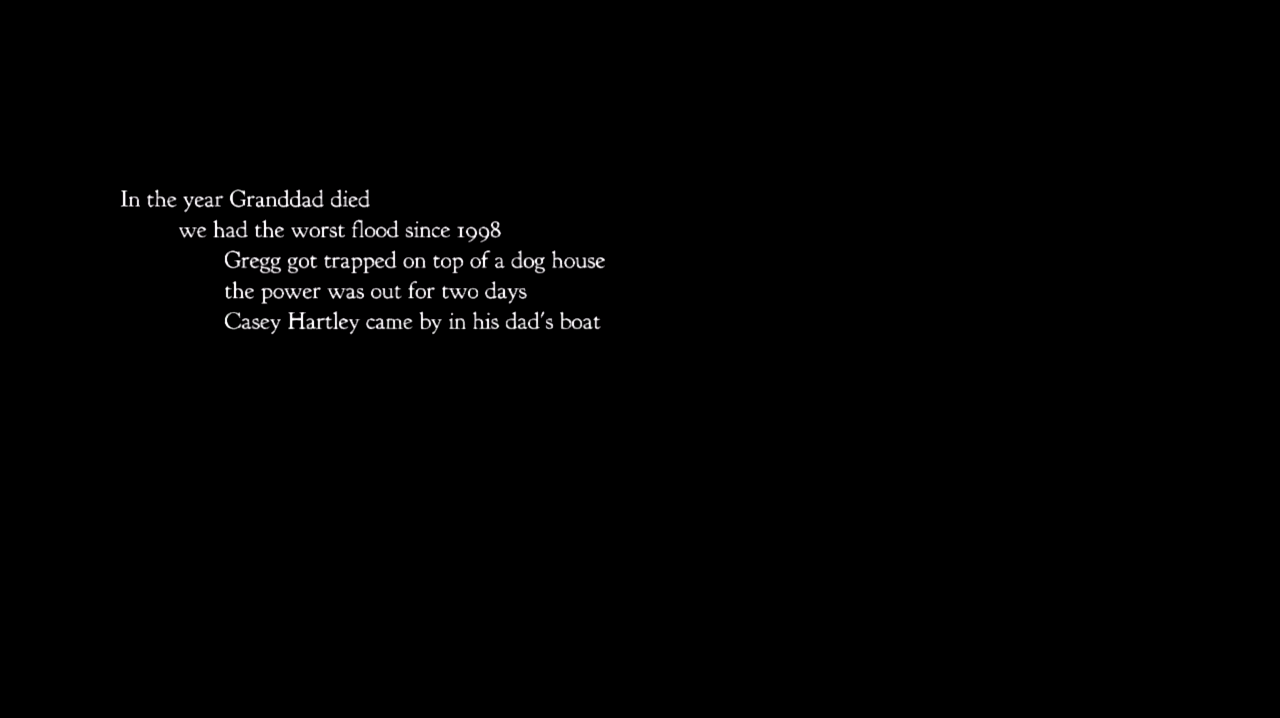 In the year Granddad died
we had the worst flood since 1998
Gregg got trapped on top of a dog house
the power was out for two days
Casey Hartley came by in his dad's boat